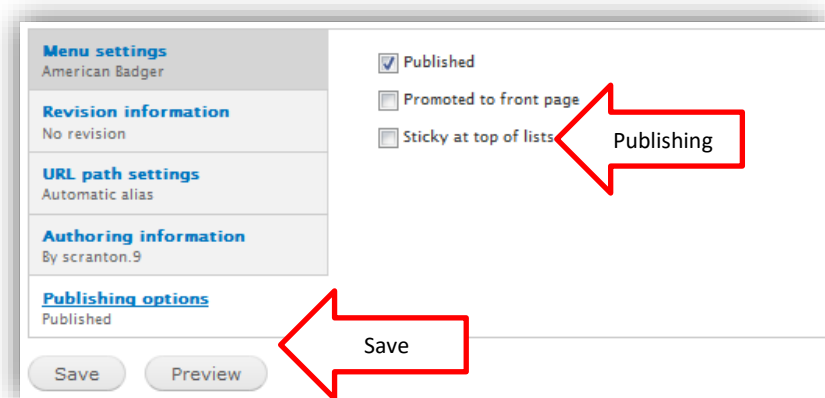 Menu settings
American Badger
Revision information
No revision
URL path settings
Automatic alias
Authoring information
By scranton.9
Publishing options
Published
Published
Promoted to front page
Sticky at top of lists
Publishing
Save
Save
Preview